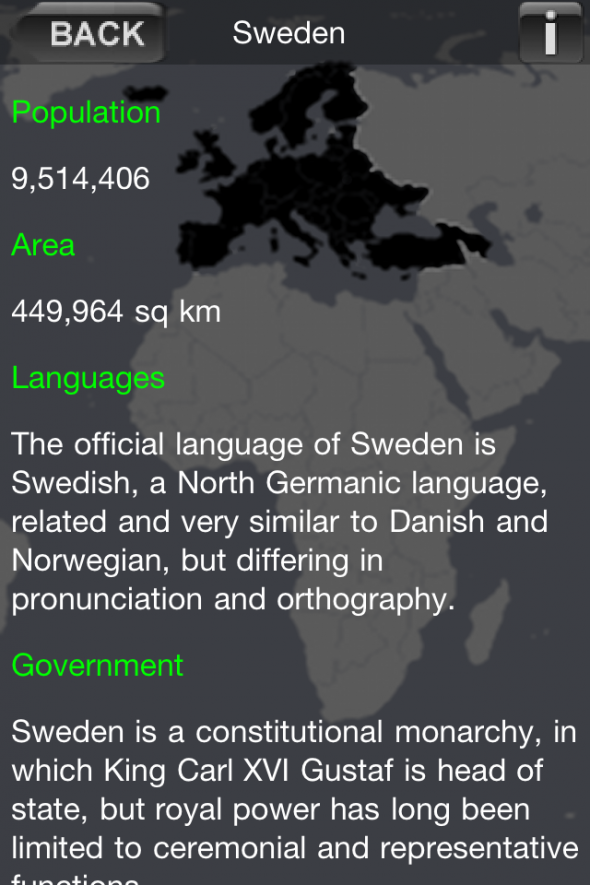 BACK
Sweden
i
Population
9,514,406
Area
449,964 sq km
Languages
The official language of Sweden is
Swedish, a North Germanic language,
related and very similar to Danish and
Norwegian, but differing in
pronunciation and orthography.
Government
Sweden is a constitutional monarchy, in
which King Carl XVI Gustaf is head of
state, but royal power has long been
limited to ceremonial and representative
functions